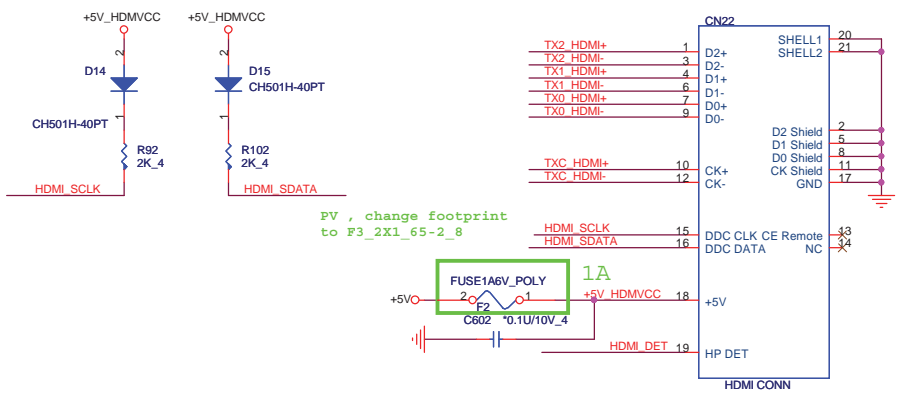 +5V_HDMVCC
+5V_HDMVCC
2
2
D14
D15
CH501H-40PT
CH501H-40PT
1
1
R92
2K_4
R102
2K_4
HDMI_SCLK
HDMI_SDATA
PV , change footprint
to F3_2X1_65-2_8
CN22
TX2_HDMI+ 1 D2+
TX2_HDMI- 3 D2-
TX1_HDMI+ 4 D1+
TX1_HDMI- 6 D1-
TX0_HDMI+ 7 D0+
TX0_HDMI- 9 D0-
TXC_HDMI+ 10 CK+
TXC_HDMI- 12 CK-
HDMI_SCLK 15 DDC CLK
HDMI_SDATA 16 DDC DATA
+5V_HDMVCC 18 +5V
HDMI_DET 19 HP DET
SHELL1 20
SHELL2 21
D2 Shield 2
D1 Shield 5
D0 Shield 8
CK Shield 11
GND 17
CE Remote 13
NC 14
HDMI CONN
1A
FUSE1A6V_POLY
+5V 2 1
F2
C602 *0.1U/10V_4